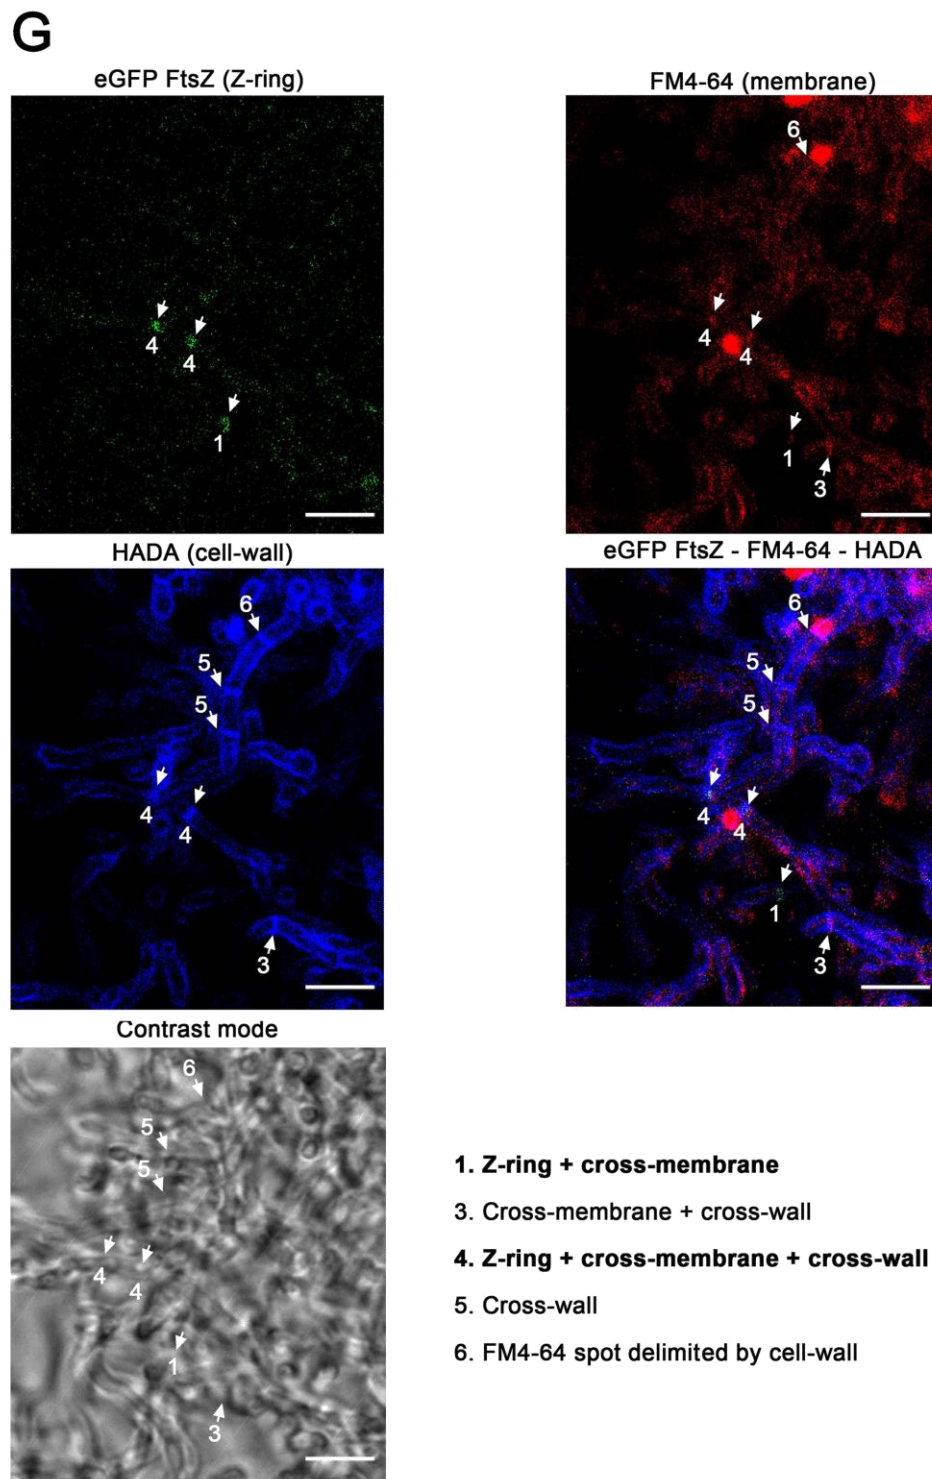 G
eGFP FtsZ (Z-ring)
FM4-64 (membrane)
4
4
1
6
4
4
1
3
HADA (cell-wall)
eGFP FtsZ - FM4-64 - HADA
6
5
5
4
4
3
6
5
5
4
4
1
3
Contrast mode
6
5
5
4
4
1
3
1. Z-ring + cross-membrane
3. Cross-membrane + cross-wall
4. Z-ring + cross-membrane + cross-wall
5. Cross-wall
6. FM4-64 spot delimited by cell-wall